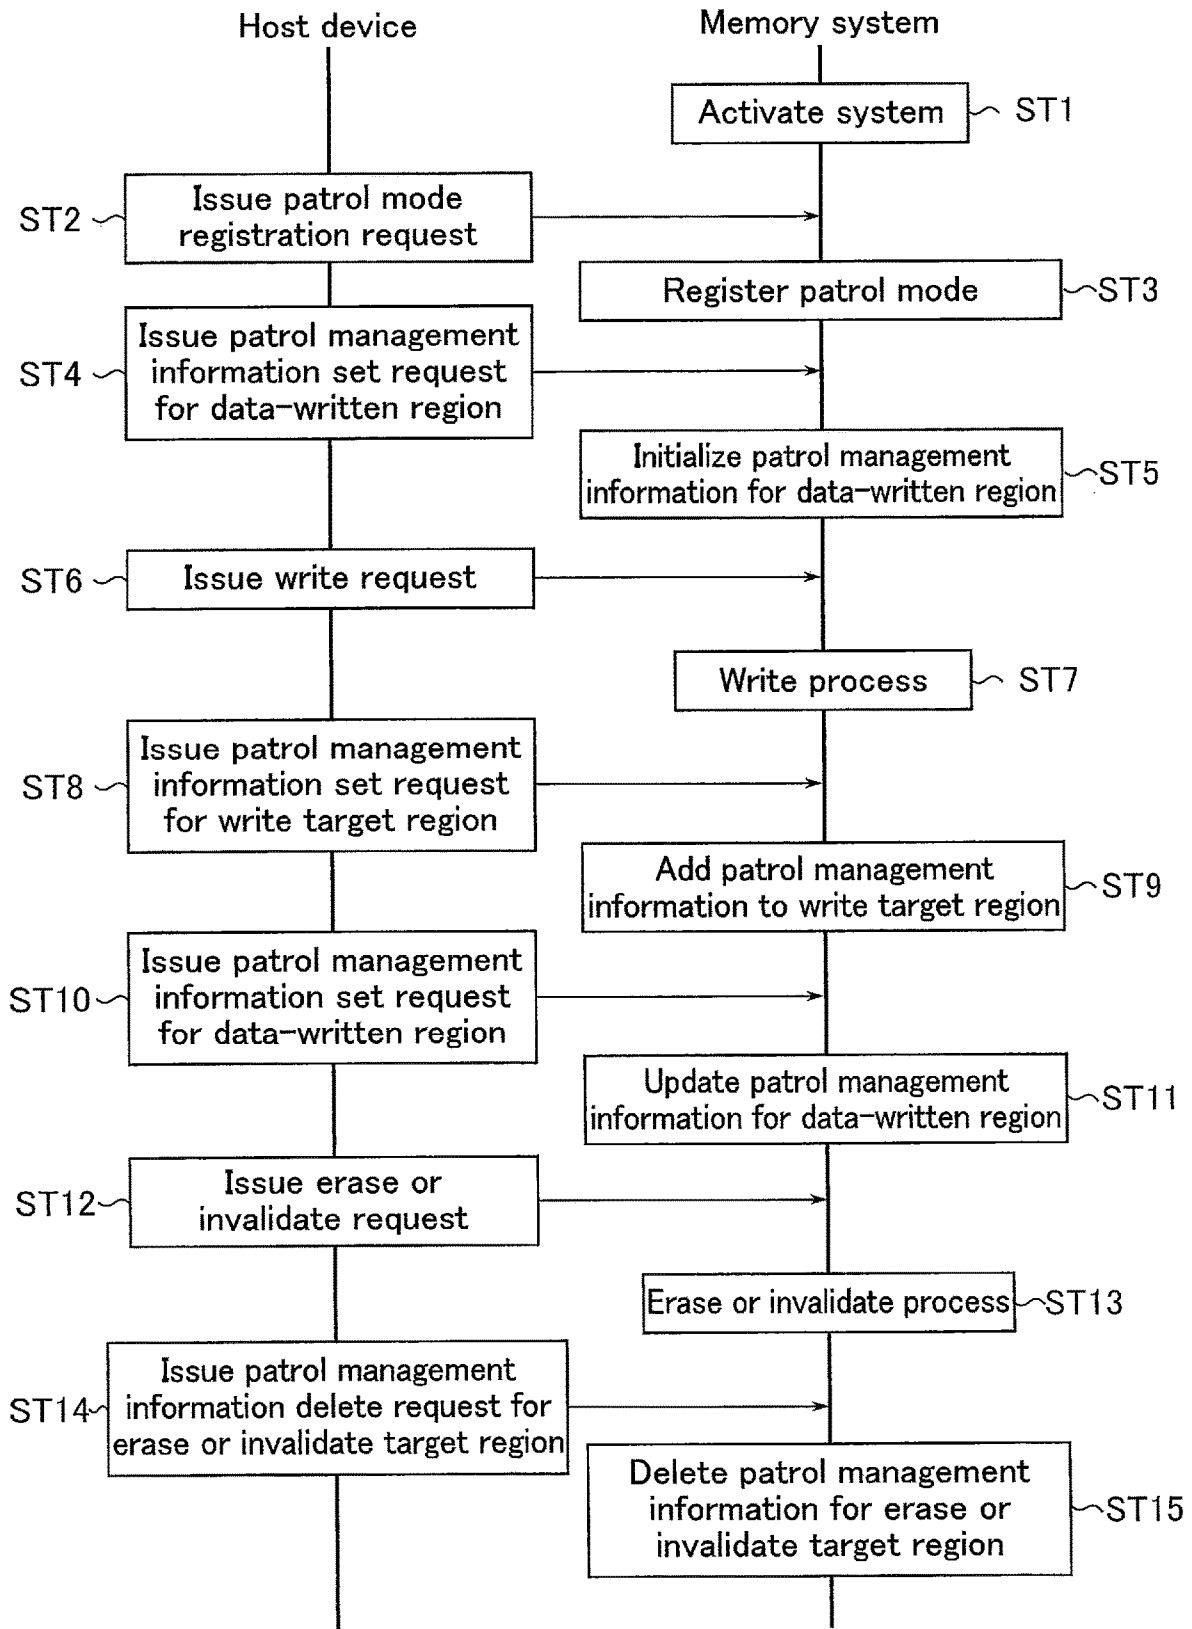 Host device
Memory system
Activate system
ST1
Issue patrol mode
registration request
ST2
Register patrol mode
ST3
Issue patrol management
information set request
for data-written region
ST4
Initialize patrol management
information for data-written region
ST5
Issue write request
ST6
Write process
ST7
Issue patrol management
information set request
for write target region
ST8
Add patrol management
information to write target region
ST9
Issue patrol management
information set request
for data-written region
ST10
Update patrol management
information for data-written region
ST11
Issue erase or
invalidate request
ST12
Erase or invalidate process
ST13
Issue patrol management
information delete request for
erase or invalidate target region
ST14
Delete patrol management
information for erase or
invalidate target region
ST15